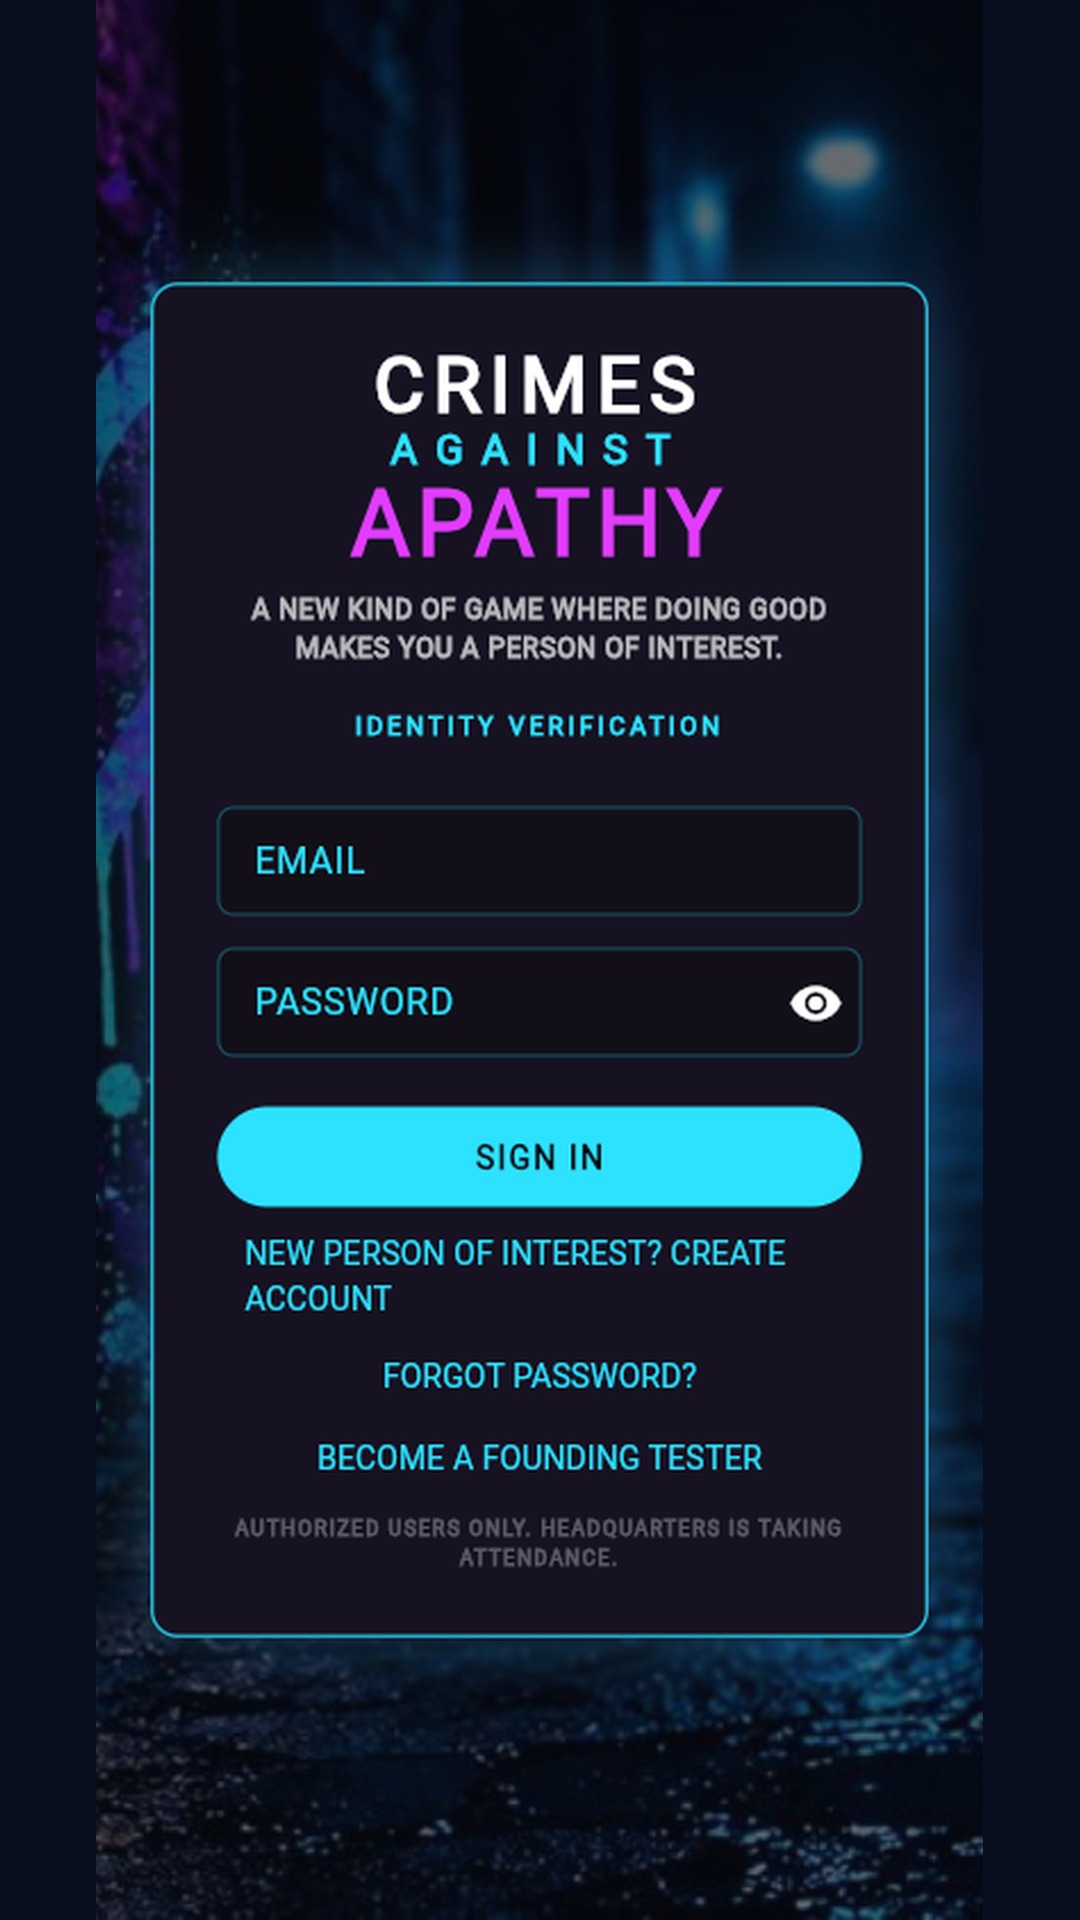 CRIMES
AGAINST
APATHY
A NEW KIND OF GAME WHERE DOING GOOD
MAKES YOU A PERSON OF INTEREST.
IDENTITY VERIFICATION
EMAIL
PASSWORD
SIGN IN
NEW PERSON OF INTEREST? CREATE
ACCOUNT
FORGOT PASSWORD?
BECOME A FOUNDING TESTER
AUTHORIZED USERS ONLY. HEADQUARTERS IS TAKING
ATTENDANCE.